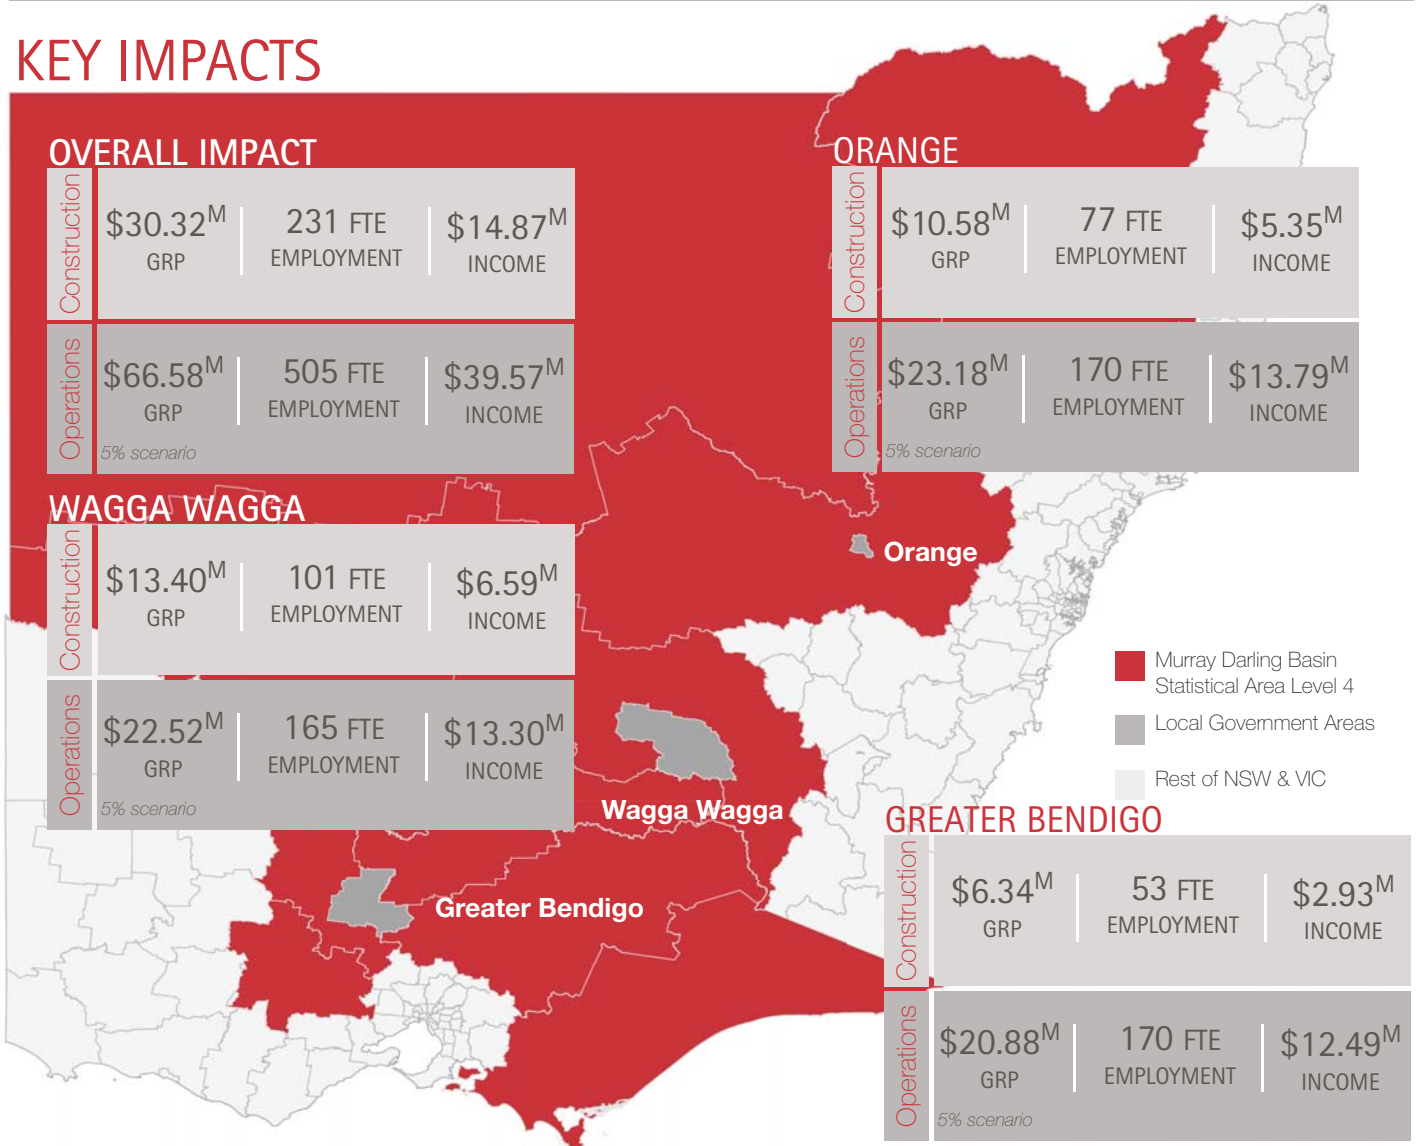 KEY IMPACTS
OVERALL IMPACT
Construction
$30.32M
GRP
231 FTE
EMPLOYMENT
$14.87M
INCOME
Operations
$66.58M
GRP
505 FTE
EMPLOYMENT
$39.57M
INCOME
5% scenario
ORANGE
Construction
$10.58M
GRP
77 FTE
EMPLOYMENT
$5.35M
INCOME
Operations
$23.18M
GRP
170 FTE
EMPLOYMENT
$13.79M
INCOME
5% scenario
WAGGA WAGGA
Construction
$13.40M
GRP
101 FTE
EMPLOYMENT
$6.59M
INCOME
Operations
$22.52M
GRP
165 FTE
EMPLOYMENT
$13.30M
INCOME
5% scenario
Orange
Wagga Wagga
Greater Bendigo
Murray Darling Basin
Statistical Area Level 4
Local Government Areas
Rest of NSW & VIC
GREATER BENDIGO
Construction
$6.34M
GRP
53 FTE
EMPLOYMENT
$2.93M
INCOME
Operations
$20.88M
GRP
170 FTE
EMPLOYMENT
$12.49M
INCOME
5% scenario